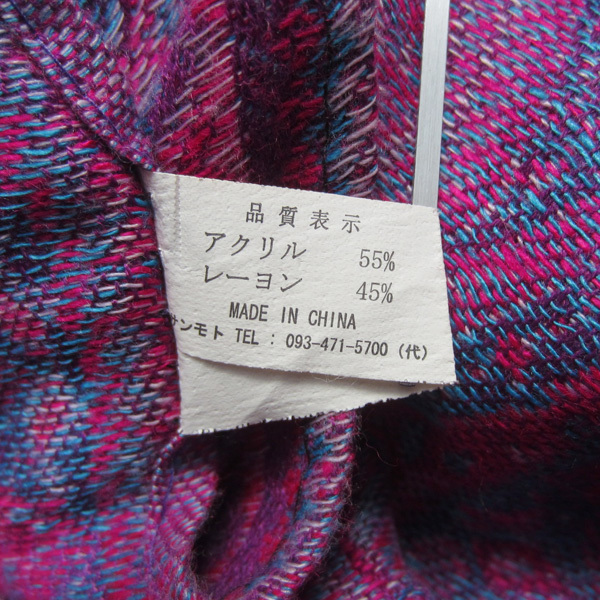 品質表示
アクリル 55%
レーヨン 45%
MADE IN CHINA
サンモト TEL : 093-471-5700 (代)